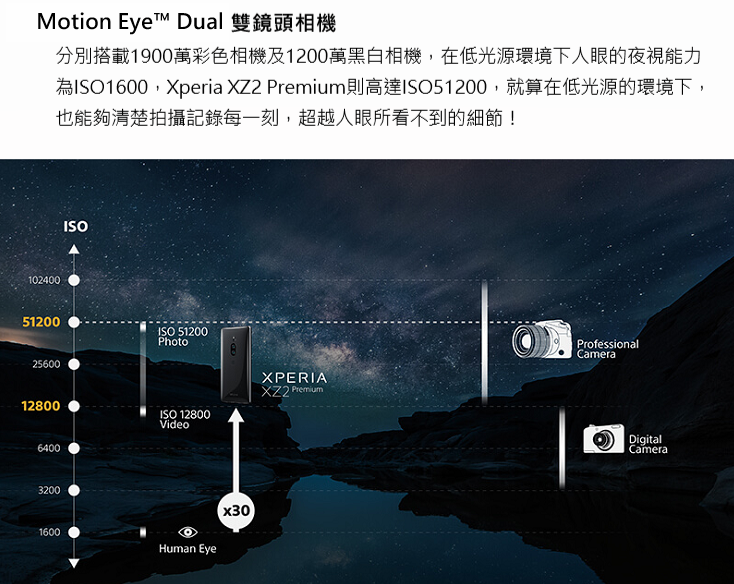 Motion Eye™ Dual 雙鏡頭相機
分別搭載1900萬彩色相機及1200萬黑白相機，在低光源環境下人眼的夜視能力
為ISO1600，Xperia XZ2 Premium則高達ISO51200，就算在低光源的環境下，
也能夠清楚拍攝記錄每一刻，超越人眼所看不到的細節！
ISO
102400
51200
25600
12800
6400
3200
1600
ISO 51200
Photo
XPERIA
XZ2 Premium
ISO 12800
Video
x30
Human Eye
Professional
Camera
Digital
Camera